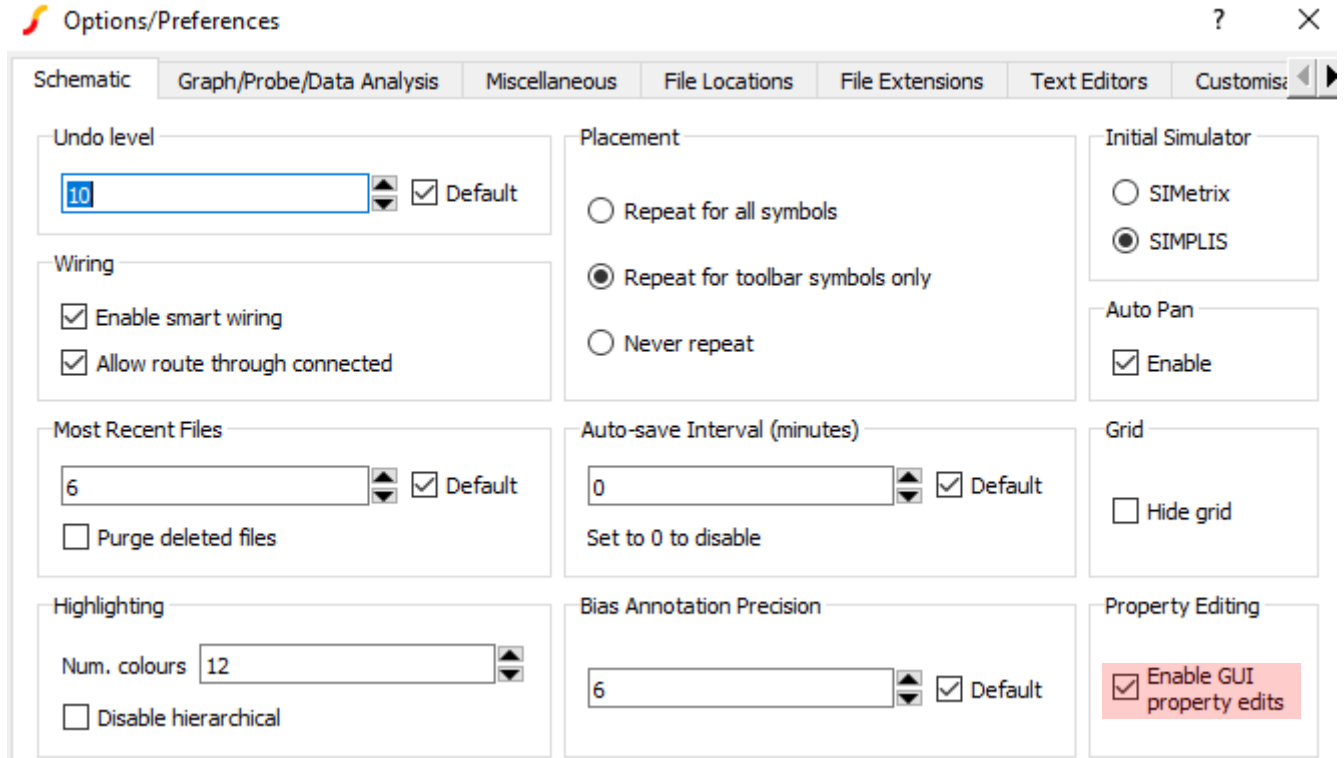 Options/Preferences
?
Schematic
Graph/Probe/Data Analysis
Miscellaneous
File Locations
File Extensions
Text Editors
Customisa
Undo level
10
Default
Placement
Repeat for all symbols
Repeat for toolbar symbols only
Never repeat
Initial Simulator
SIMetrix
SIMPLIS
Wiring
Enable smart wiring
Allow route through connected
Auto Pan
Enable
Most Recent Files
6
Default
Purge deleted files
Auto-save Interval (minutes)
0
Default
Set to 0 to disable
Grid
Hide grid
Highlighting
Num. colours
12
Disable hierarchical
Bias Annotation Precision
6
Default
Property Editing
Enable GUI
property edits